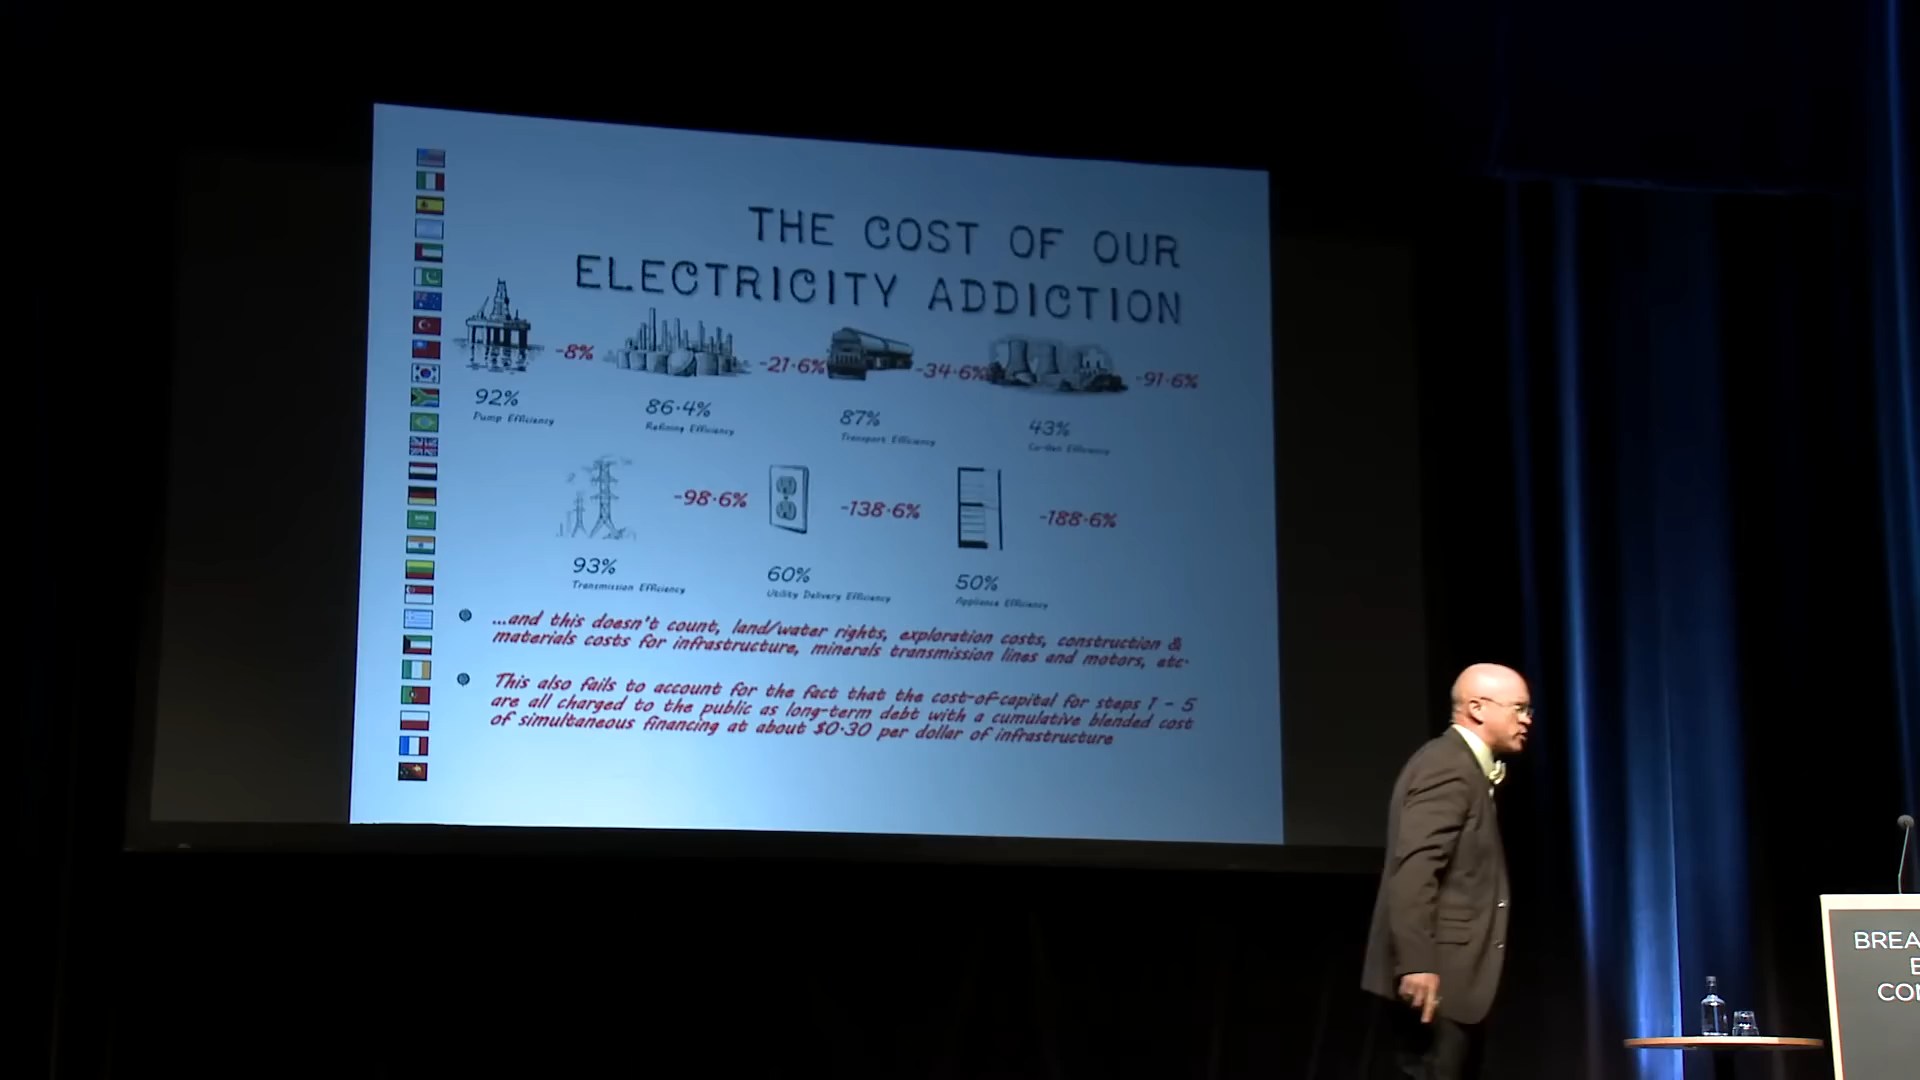 THE COST OF OUR
ELECTRICITY ADDICTION
-8%
-21.6%
-34.6%
-91.6%
92%
Pump Efficiency
86.4%
Refining Efficiency
87%
Transport Efficiency
43%
Co-Gen Efficiency
-98.6%
-138.6%
-188.6%
93%
Transmission Efficiency
60%
Utility Delivery Efficiency
50%
Appliance Efficiency
...and this doesn't count, land/water rights, exploration costs, construction &
materials costs for infrastructure, minerals transmission lines and motors, etc.
This also fails to account for the fact that the cost-of-capital for steps 1 - 5
are all charged to the public as long-term debt with a cumulative blended cost
of simultaneous financing at about $0.30 per dollar of infrastructure
BREA
E
CON